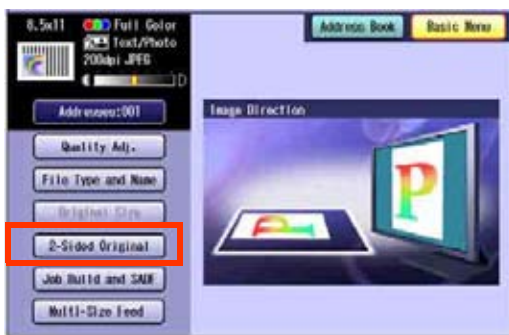 8.5x11 Full Color
Text/Photo
200dpi JPEG
D
Addresses:001
Quality Adj.
File Type and Name
Original Size
2-Sided Original
Job Build and SADF
Multi-Size Feed
Address Book
Basic Menu
Image Direction
P
P